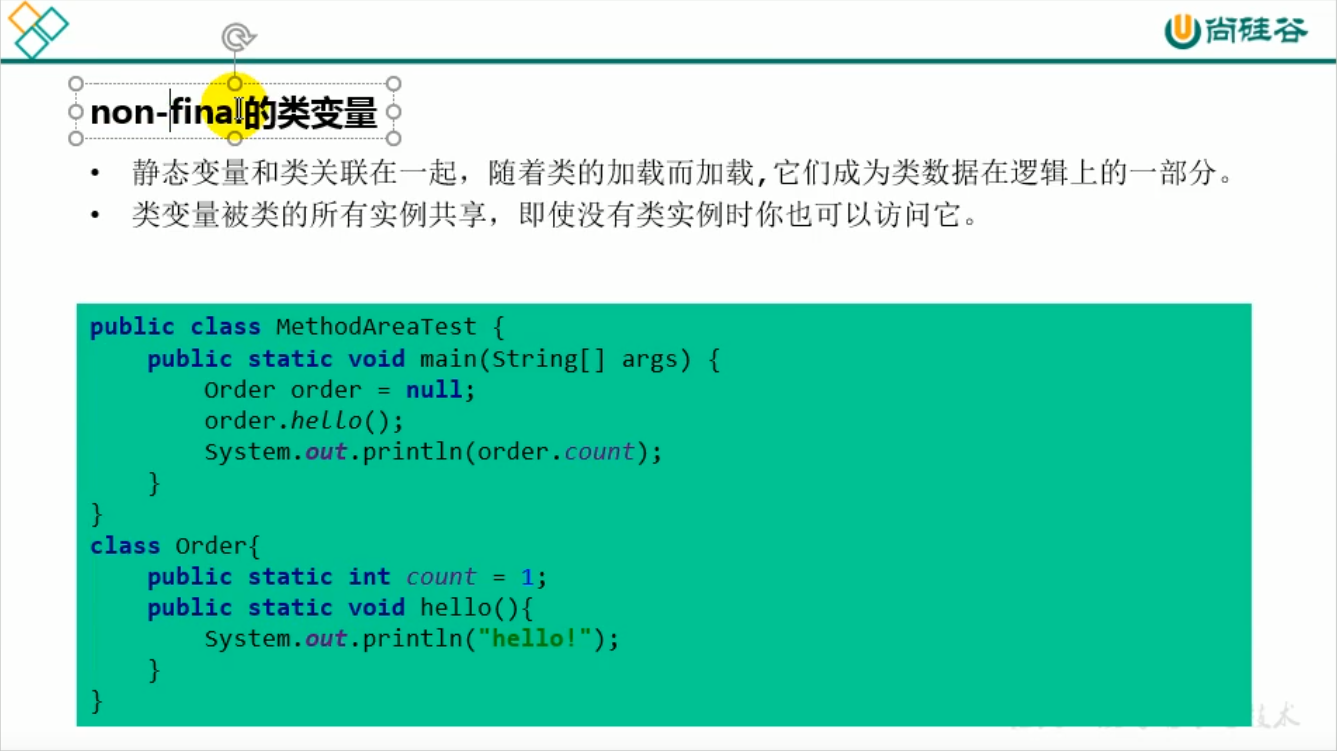 尚硅谷
non-final的类变量
• 静态变量和类关联在一起，随着类的加载而加载,它们成为类数据在逻辑上的一部分。
• 类变量被类的所有实例共享，即使没有类实例时你也可以访问它。
public class MethodAreaTest {
    public static void main(String[] args) {
        Order order = null;
        order.hello();
        System.out.println(order.count);
    }
}
class Order{
    public static int count = 1;
    public static void hello(){
        System.out.println("hello!");
    }
}
技术